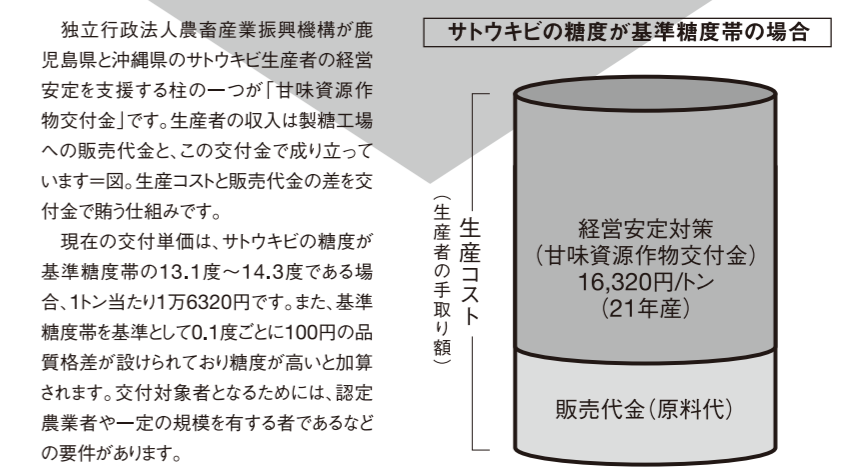 独立行政法人農畜産業振興機構が鹿
児島県と沖縄県のサトウキビ生産者の経営
安定を支援する柱の一つが「甘味資源作
物交付金」です。生産者の収入は製糖工場
への販売代金と、この交付金で成り立って
います＝図。生産コストと販売代金の差を交
付金で賄う仕組みです。
現在の交付単価は、サトウキビの糖度が
基準糖度帯の13.1度～14.3度である場
合、1トン当たり1万6320円です。また、基準
糖度帯を基準として0.1度ごとに100円の品
質格差が設けられており糖度が高いと加算
されます。交付対象者となるためには、認定
農業者や一定の規模を有する者であるなど
の要件があります。
サトウキビの糖度が基準糖度帯の場合
生産コスト
（生産者の手取り額）
経営安定対策
（甘味資源作物交付金）
16,320円/トン
（21年産）
販売代金（原料代）